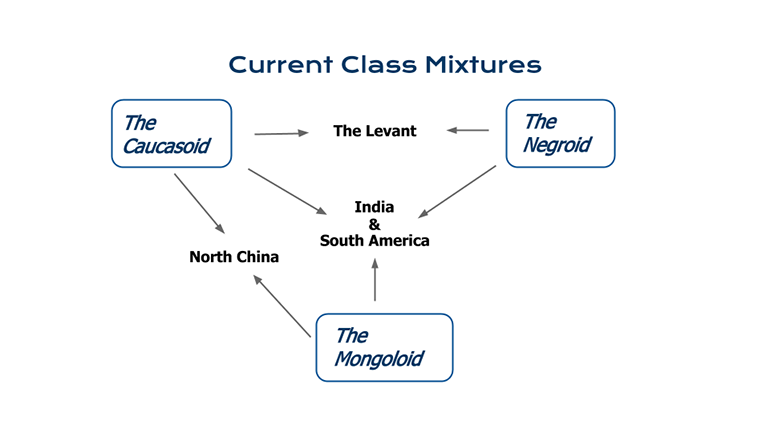 Current Class Mixtures
The
Caucasoid
The Levant
The
Negroid
India
&
South America
North China
The
Mongoloid